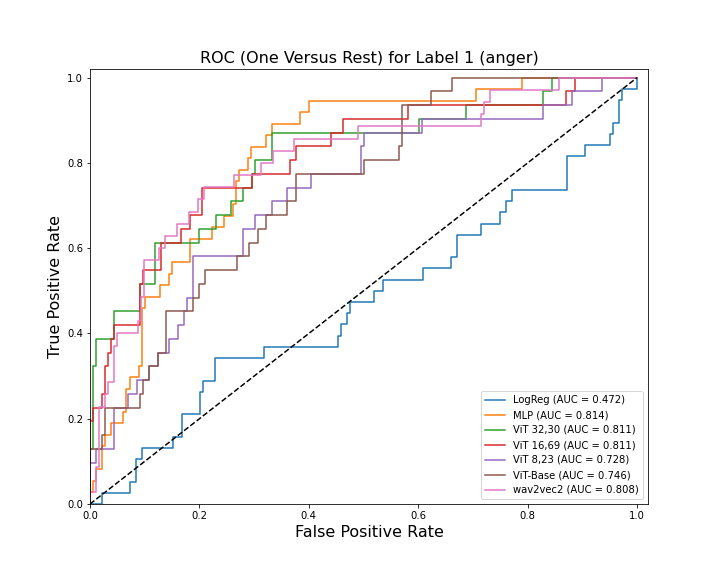 ROC (One Versus Rest) for Label 1 (anger)
True Positive Rate
1.0
0.8
0.6
0.4
0.2
0.0
0.0 0.2 0.4 0.6 0.8 1.0
False Positive Rate
LogReg (AUC = 0.472)
MLP (AUC = 0.814)
ViT 32,30 (AUC = 0.811)
ViT 16,69 (AUC = 0.811)
ViT 8,23 (AUC = 0.728)
ViT-Base (AUC = 0.746)
wav2vec2 (AUC = 0.808)